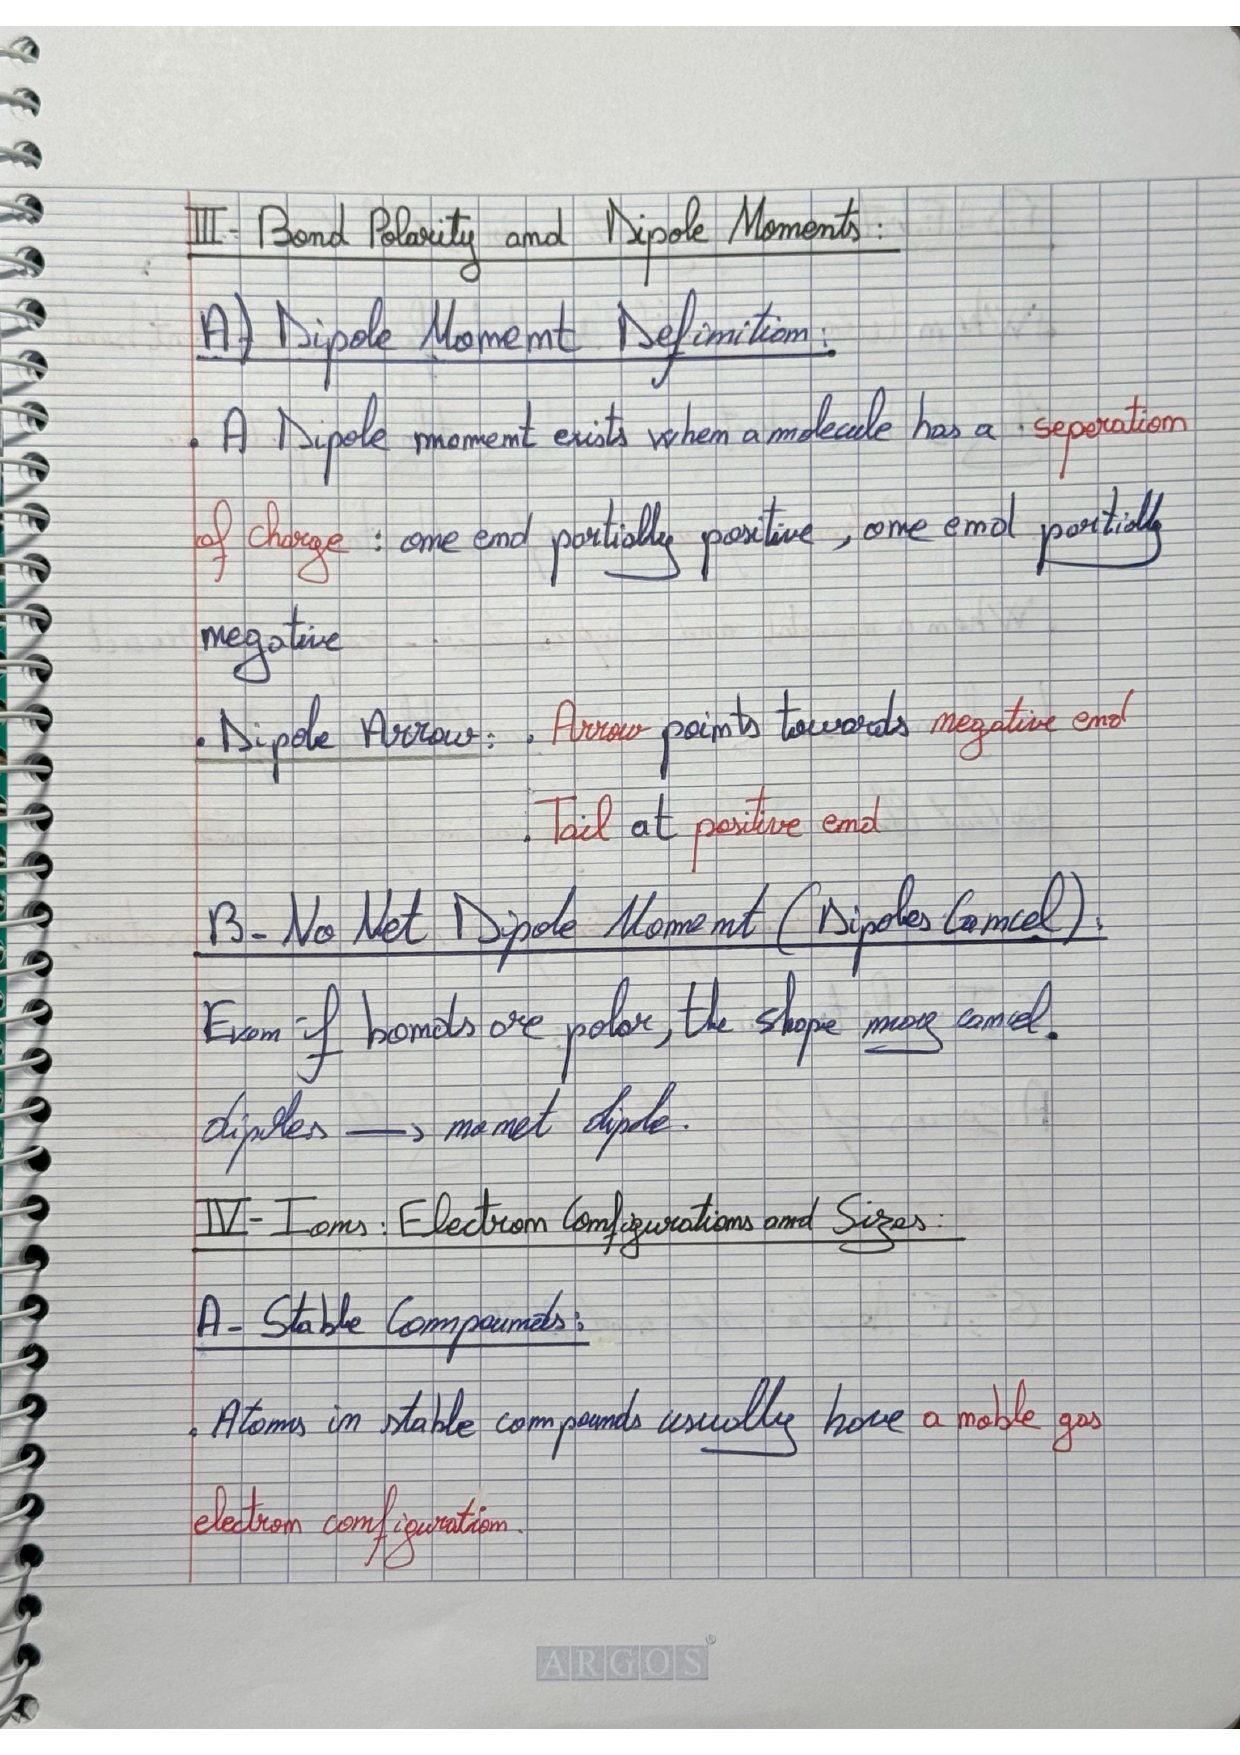 III- Bond Polarity and Dipole Moments:
A) Dipole Moment Definition:
. A Dipole moment exists when a molecule has a seperation
of charge : one end partially positive, one end partially
negative
. Dipole Arrow: . Arrow points towards negative end
. Tail at positive end
B- No Net Dipole Moment (Dipoles Cancel):
Even if bonds are polar, the shape may cancel.
dipoles → no net dipole.
IV- Ions: Electron Configurations and Sizes:
A- Stable Compounds:
. Atoms in stable compounds usually have a noble gas
electron configuration.
ARGOS®